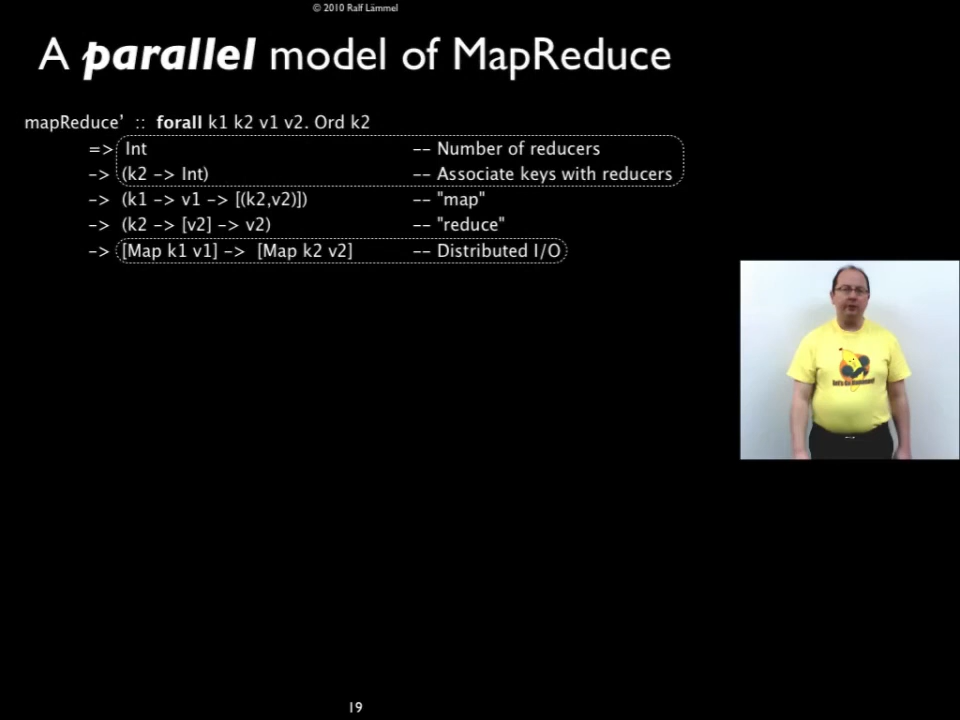 © 2010 Ralf Lämmel
A parallel model of MapReduce
mapReduce' :: forall k1 k2 v1 v2. Ord k2
=> Int -- Number of reducers
-> (k2 -> Int) -- Associate keys with reducers
-> (k1 -> v1 -> [(k2,v2)]) -- "map"
-> (k2 -> [v2] -> v2) -- "reduce"
-> [Map k1 v1] -> [Map k2 v2] -- Distributed I/O
Let's Go
19